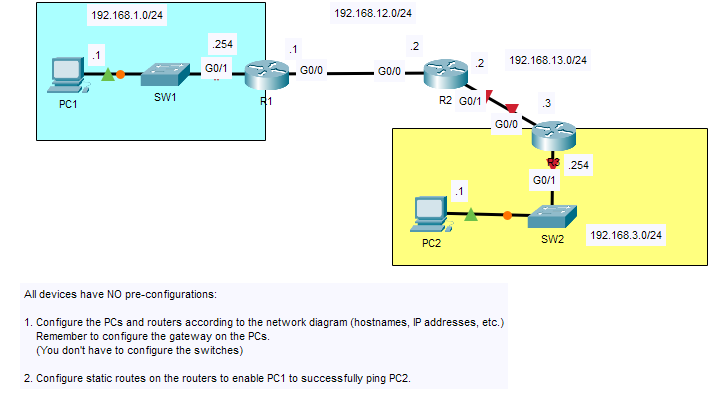 192.168.1.0/24
192.168.12.0/24
.1
.254
.1
.2
.2
192.168.13.0/24
G0/1
G0/0
G0/0
PC1
SW1
R1
R2
G0/1
.3
G0/0
R3
.254
G0/1
.1
PC2
SW2
192.168.3.0/24
All devices have NO pre-configurations:
1. Configure the PCs and routers according to the network diagram (hostnames, IP addresses, etc.)
Remember to configure the gateway on the PCs.
(You don't have to configure the switches)
2. Configure static routes on the routers to enable PC1 to successfully ping PC2.